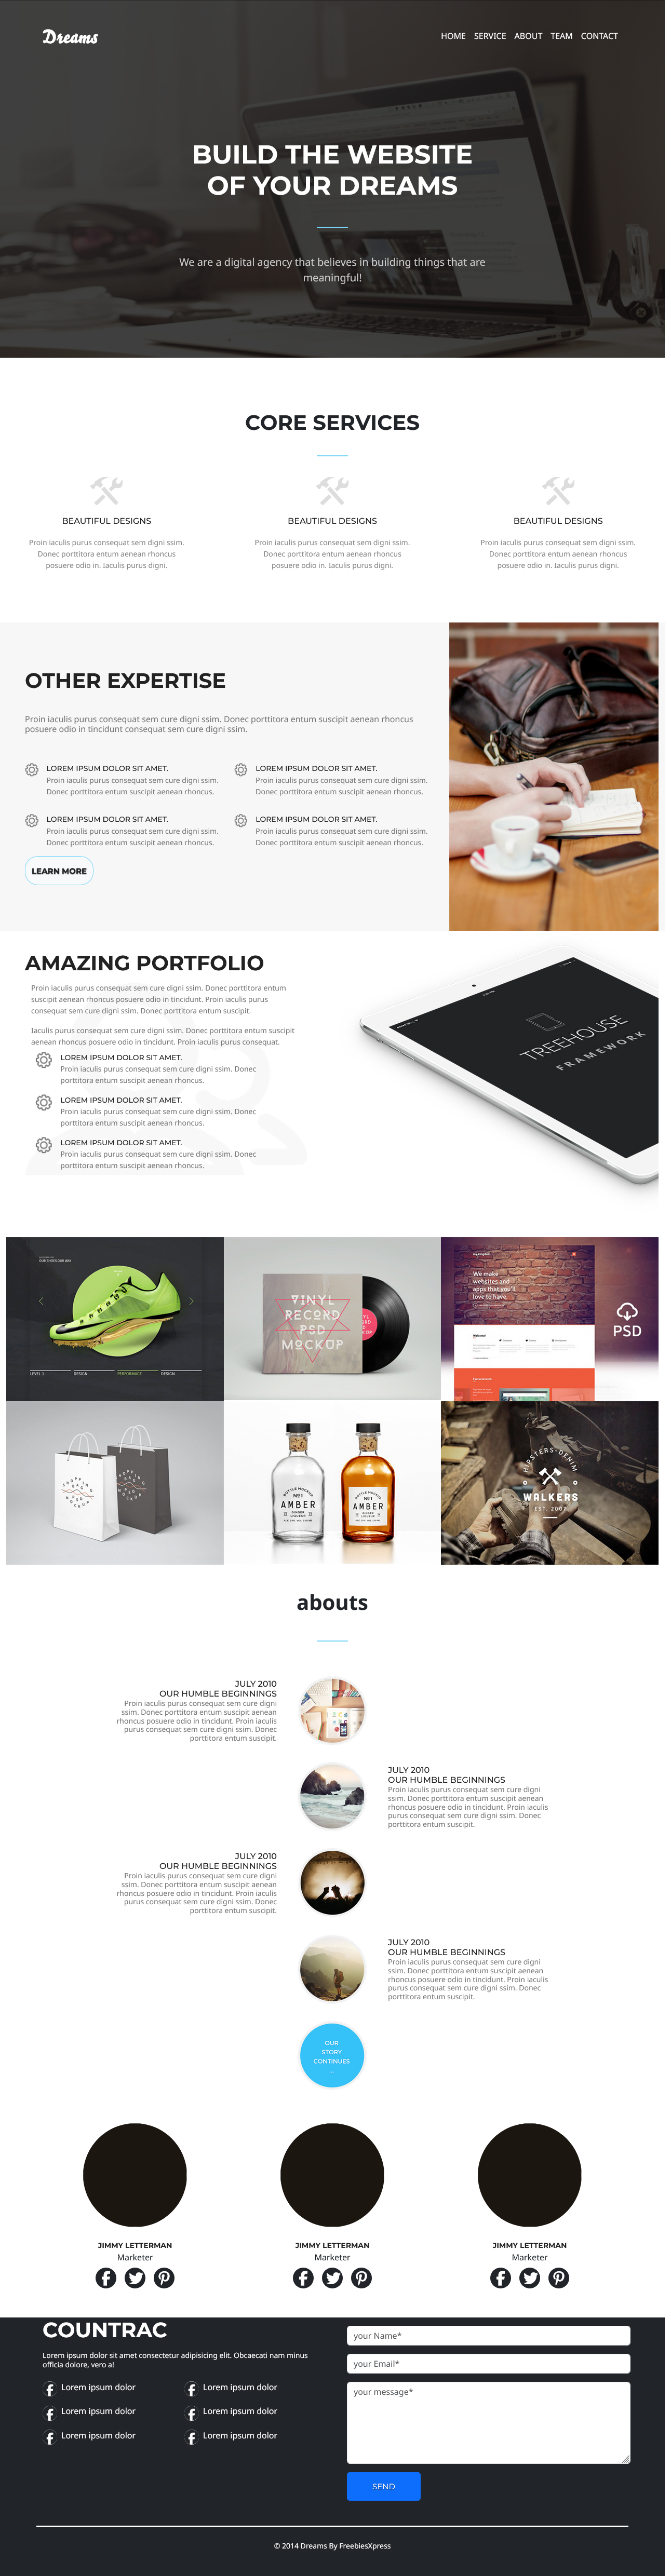 Dreams
HOME SERVICE ABOUT TEAM CONTACT
BUILD THE WEBSITE
OF YOUR DREAMS
We are a digital agency that believes in building things that are
meaningful!
CORE SERVICES
BEAUTIFUL DESIGNS
Proin iaculis purus consequat sem digni ssim.
Donec porttitora entum aenean rhoncus
posuere odio in. Iaculis purus digni.
BEAUTIFUL DESIGNS
Proin iaculis purus consequat sem digni ssim.
Donec porttitora entum aenean rhoncus
posuere odio in. Iaculis purus digni.
BEAUTIFUL DESIGNS
Proin iaculis purus consequat sem digni ssim.
Donec porttitora entum aenean rhoncus
posuere odio in. Iaculis purus digni.
OTHER EXPERTISE
Proin iaculis purus consequat sem cure digni ssim. Donec porttitora entum suscipit aenean rhoncus
posuere odio in tincidunt consequat sem cure digni ssim.
LOREM IPSUM DOLOR SIT AMET.
Proin iaculis purus consequat sem cure digni ssim.
Donec porttitora entum suscipit aenean rhoncus.
LOREM IPSUM DOLOR SIT AMET.
Proin iaculis purus consequat sem cure digni ssim.
Donec porttitora entum suscipit aenean rhoncus.
LOREM IPSUM DOLOR SIT AMET.
Proin iaculis purus consequat sem cure digni ssim.
Donec porttitora entum suscipit aenean rhoncus.
LOREM IPSUM DOLOR SIT AMET.
Proin iaculis purus consequat sem cure digni ssim.
Donec porttitora entum suscipit aenean rhoncus.
LEARN MORE
AMAZING PORTFOLIO
Proin iaculis purus consequat sem cure digni ssim. Donec porttitora entum
suscipit aenean rhoncus posuere odio in tincidunt. Proin iaculis purus
consequat sem cure digni ssim. Donec porttitora entum suscipit.
Iaculis purus consequat sem cure digni ssim. Donec porttitora entum suscipit
aenean rhoncus posuere odio in tincidunt. Proin iaculis purus consequat.
LOREM IPSUM DOLOR SIT AMET.
Proin iaculis purus consequat sem cure digni ssim. Donec
porttitora entum suscipit aenean rhoncus.
LOREM IPSUM DOLOR SIT AMET.
Proin iaculis purus consequat sem cure digni ssim. Donec
porttitora entum suscipit aenean rhoncus.
LOREM IPSUM DOLOR SIT AMET.
Proin iaculis purus consequat sem cure digni ssim. Donec
porttitora entum suscipit aenean rhoncus.
TREEHOUSE
FRAMEWORK
LEVEL 1 DESIGN PERFORMANCE DESIGN
VINYL
RECORD
PSD
MOCKUP
We make
websites and
apps that you'll
love to have.
PSD
BOTTLE MOCKUP
No1
AMBER
GINGER
LIQUEUR
BOTTLE MOCKUP
No1
AMBER
GINGER
LIQUEUR
HIPSTERS-DENIM
WALKERS
EST. 2007
abouts
JULY 2010
OUR HUMBLE BEGINNINGS
Proin iaculis purus consequat sem cure digni
ssim. Donec porttitora entum suscipit aenean
rhoncus posuere odio in tincidunt. Proin iaculis
purus consequat sem cure digni ssim. Donec
porttitora entum suscipit.
JULY 2010
OUR HUMBLE BEGINNINGS
Proin iaculis purus consequat sem cure digni
ssim. Donec porttitora entum suscipit aenean
rhoncus posuere odio in tincidunt. Proin iaculis
purus consequat sem cure digni ssim. Donec
porttitora entum suscipit.
JULY 2010
OUR HUMBLE BEGINNINGS
Proin iaculis purus consequat sem cure digni
ssim. Donec porttitora entum suscipit aenean
rhoncus posuere odio in tincidunt. Proin iaculis
purus consequat sem cure digni ssim. Donec
porttitora entum suscipit.
JULY 2010
OUR HUMBLE BEGINNINGS
Proin iaculis purus consequat sem cure digni
ssim. Donec porttitora entum suscipit aenean
rhoncus posuere odio in tincidunt. Proin iaculis
purus consequat sem cure digni ssim. Donec
porttitora entum suscipit.
OUR
STORY
CONTINUES
...
JIMMY LETTERMAN
Marketer
JIMMY LETTERMAN
Marketer
JIMMY LETTERMAN
Marketer
COUNTRAC
Lorem ipsum dolor sit amet consectetur adipisicing elit. Obcaecati nam minus
officia dolore, vero a!
Lorem ipsum dolor
Lorem ipsum dolor
Lorem ipsum dolor
Lorem ipsum dolor
Lorem ipsum dolor
Lorem ipsum dolor
your Name*
your Email*
your message*
SEND
© 2014 Dreams By FreebiesXpress